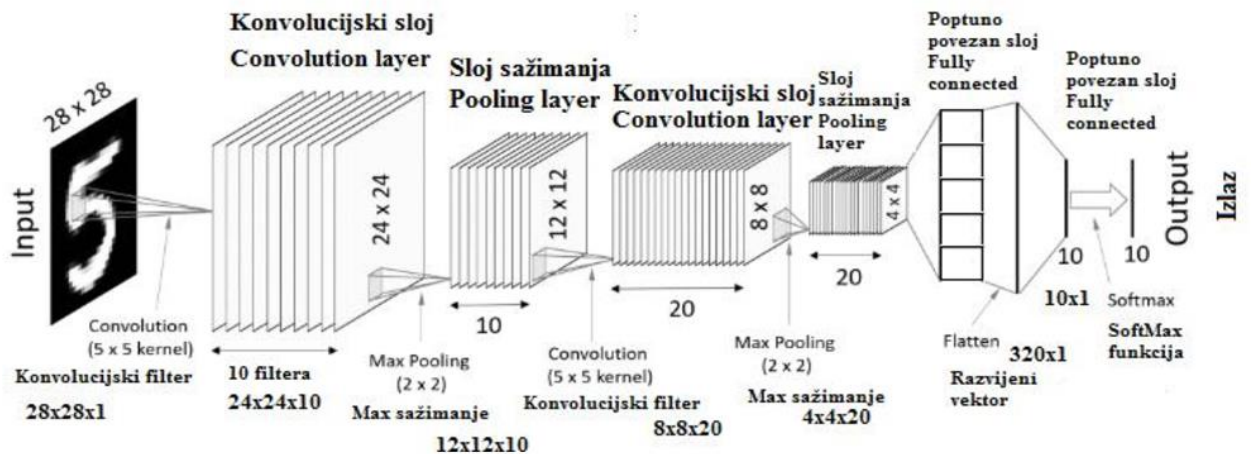 Input
28 x 28
Convolution
(5 x 5 kernel)
Konvolucijski filter
28x28x1
Konvolucijski sloj
Convolution layer
24 x 24
10 filtera
24x24x10
Max Pooling
(2 x 2)
Max sažimanje
12x12x10
Sloj sažimanja
Pooling layer
12 x 12
10
Convolution
(5 x 5 kernel)
Konvolucijski filter
8x8x20
Konvolucijski sloj
Convolution layer
8 x 8
20
Max Pooling
(2 x 2)
Max sažimanje
4x4x20
Sloj
sažimanja
Pooling
layer
4 x 4
20
Poptuno
povezan sloj
Fully
connected
Flatten
320x1
Razvijeni
vektor
Poptuno
povezan sloj
Fully
connected
10
10x1
10
Softmax
SoftMax
funkcija
Output
Izlaz